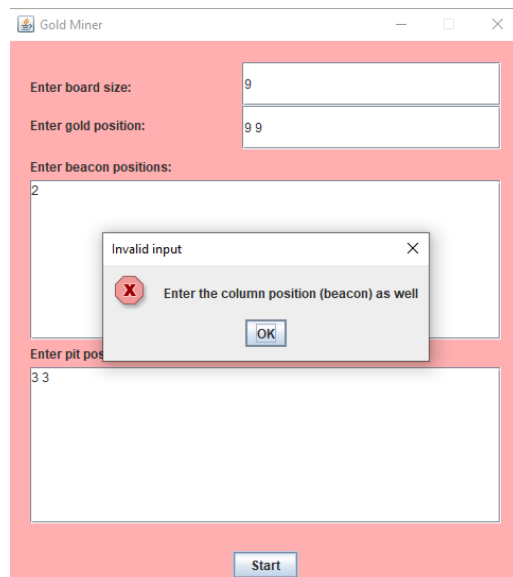 Gold Miner
Enter board size:
9
Enter gold position:
9 9
Enter beacon positions:
2
Invalid input
Enter the column position (beacon) as well
OK
Enter pit pos
3 3
Start